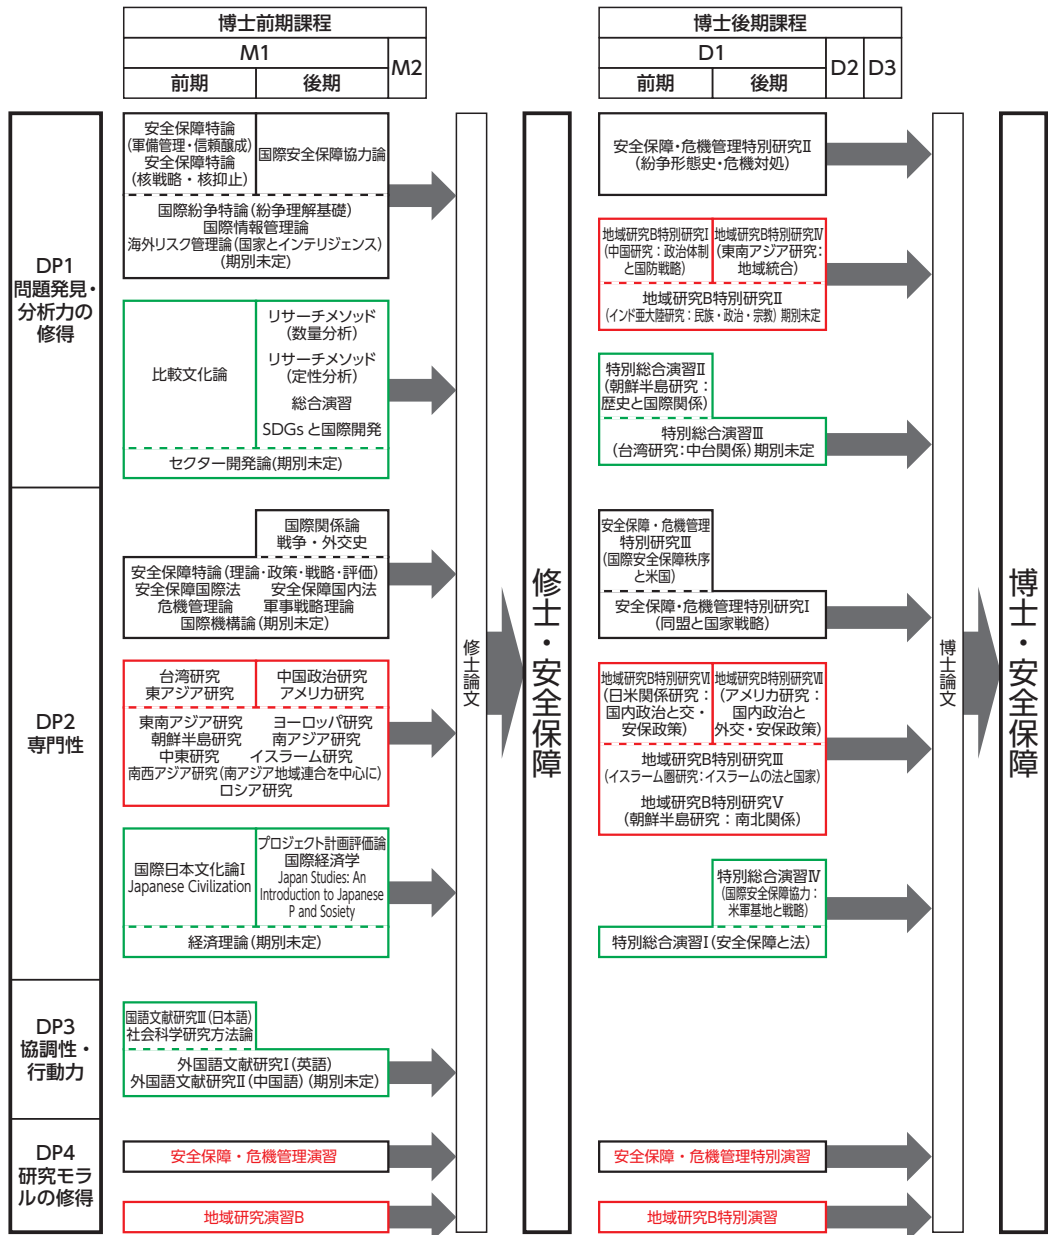 博士前期課程
M1
M2
前期
後期
博士後期課程
D1
D2
D3
前期
後期
DP1
問題発見・
分析力の
修得
安全保障特論
(軍備管理・信頼醸成)
安全保障特論
(核戦略・核抑止)
国際安全保障協力論
国際紛争特論(紛争理解基礎)
国際情報管理論
海外リスク管理論(国家とインテリジェンス)
(期別未定)
比較文化論
リサーチメソッド
(数量分析)
リサーチメソッド
(定性分析)
総合演習
SDGsと国際開発
セクター開発論(期別未定)
安全保障・危機管理特別研究Ⅱ
(紛争形態史・危機対処)
地域研究B特別研究Ⅰ
(中国研究：政治体制
と国防戦略)
地域研究B特別研究Ⅳ
(東南アジア研究：
地域統合)
地域研究B特別研究Ⅱ
(インド亜大陸研究：民族・政治・宗教) 期別未定
特別総合演習Ⅱ
(朝鮮半島研究：
歴史と国際関係)
特別総合演習Ⅲ
(台湾研究：中台関係) 期別未定
DP2
専門性
国際関係論
戦争・外交史
安全保障特論(理論・政策・戦略・評価)
安全保障国際法 安全保障国内法
危機管理論 軍事戦略理論
国際機構論(期別未定)
台湾研究
東アジア研究
中国政治研究
アメリカ研究
東南アジア研究 ヨーロッパ研究
朝鮮半島研究 南アジア研究
中東研究 イスラーム研究
南西アジア研究(南アジア地域連合を中心に)
ロシア研究
国際日本文化論Ⅰ
Japanese Civilization
プロジェクト計画評価論
国際経済学
Japan Studies: An
Introduction to Japanese
P and Sosiety
経済理論(期別未定)
安全保障・危機管理
特別研究Ⅲ
(国際安全保障秩序
と米国)
安全保障・危機管理特別研究Ⅰ
(同盟と国家戦略)
地域研究B特別研究Ⅵ
(日米関係研究：
国内政治と交・
安保政策)
地域研究B特別研究Ⅶ
(アメリカ研究：
国内政治と
外交・安保政策)
地域研究B特別研究Ⅲ
(イスラーム圏研究：イスラームの法と国家)
地域研究B特別研究Ⅴ
(朝鮮半島研究：南北関係)
特別総合演習Ⅳ
(国際安全保障協力：
米軍基地と戦略)
特別総合演習Ⅰ(安全保障と法)
DP3
協調性・
行動力
国語文献研究Ⅲ(日本語)
社会科学研究方法論
外国語文献研究Ⅰ(英語)
外国語文献研究Ⅱ(中国語) (期別未定)
DP4
研究モラ
ルの修得
安全保障・危機管理演習
地域研究演習B
安全保障・危機管理特別演習
地域研究B特別演習
修士論文
修士・安全保障
博士論文
博士・安全保障